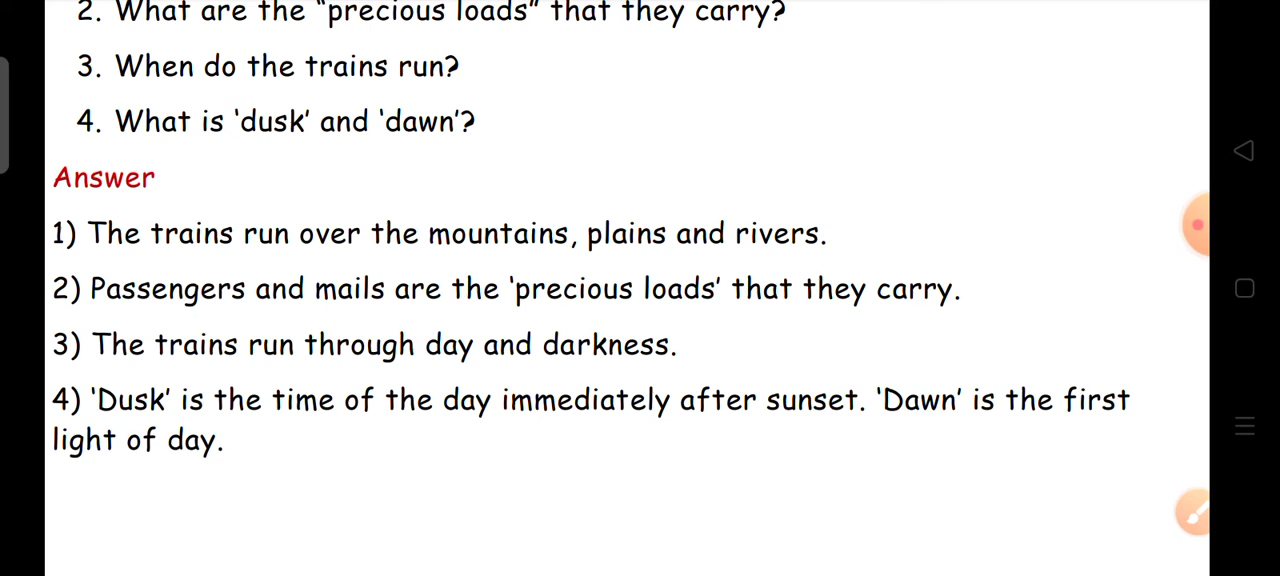 2. What are the "precious loads" that they carry?
3. When do the trains run?
4. What is 'dusk' and 'dawn'?
Answer
1) The trains run over the mountains, plains and rivers.
2) Passengers and mails are the 'precious loads' that they carry.
3) The trains run through day and darkness.
4) 'Dusk' is the time of the day immediately after sunset. 'Dawn' is the first
light of day.